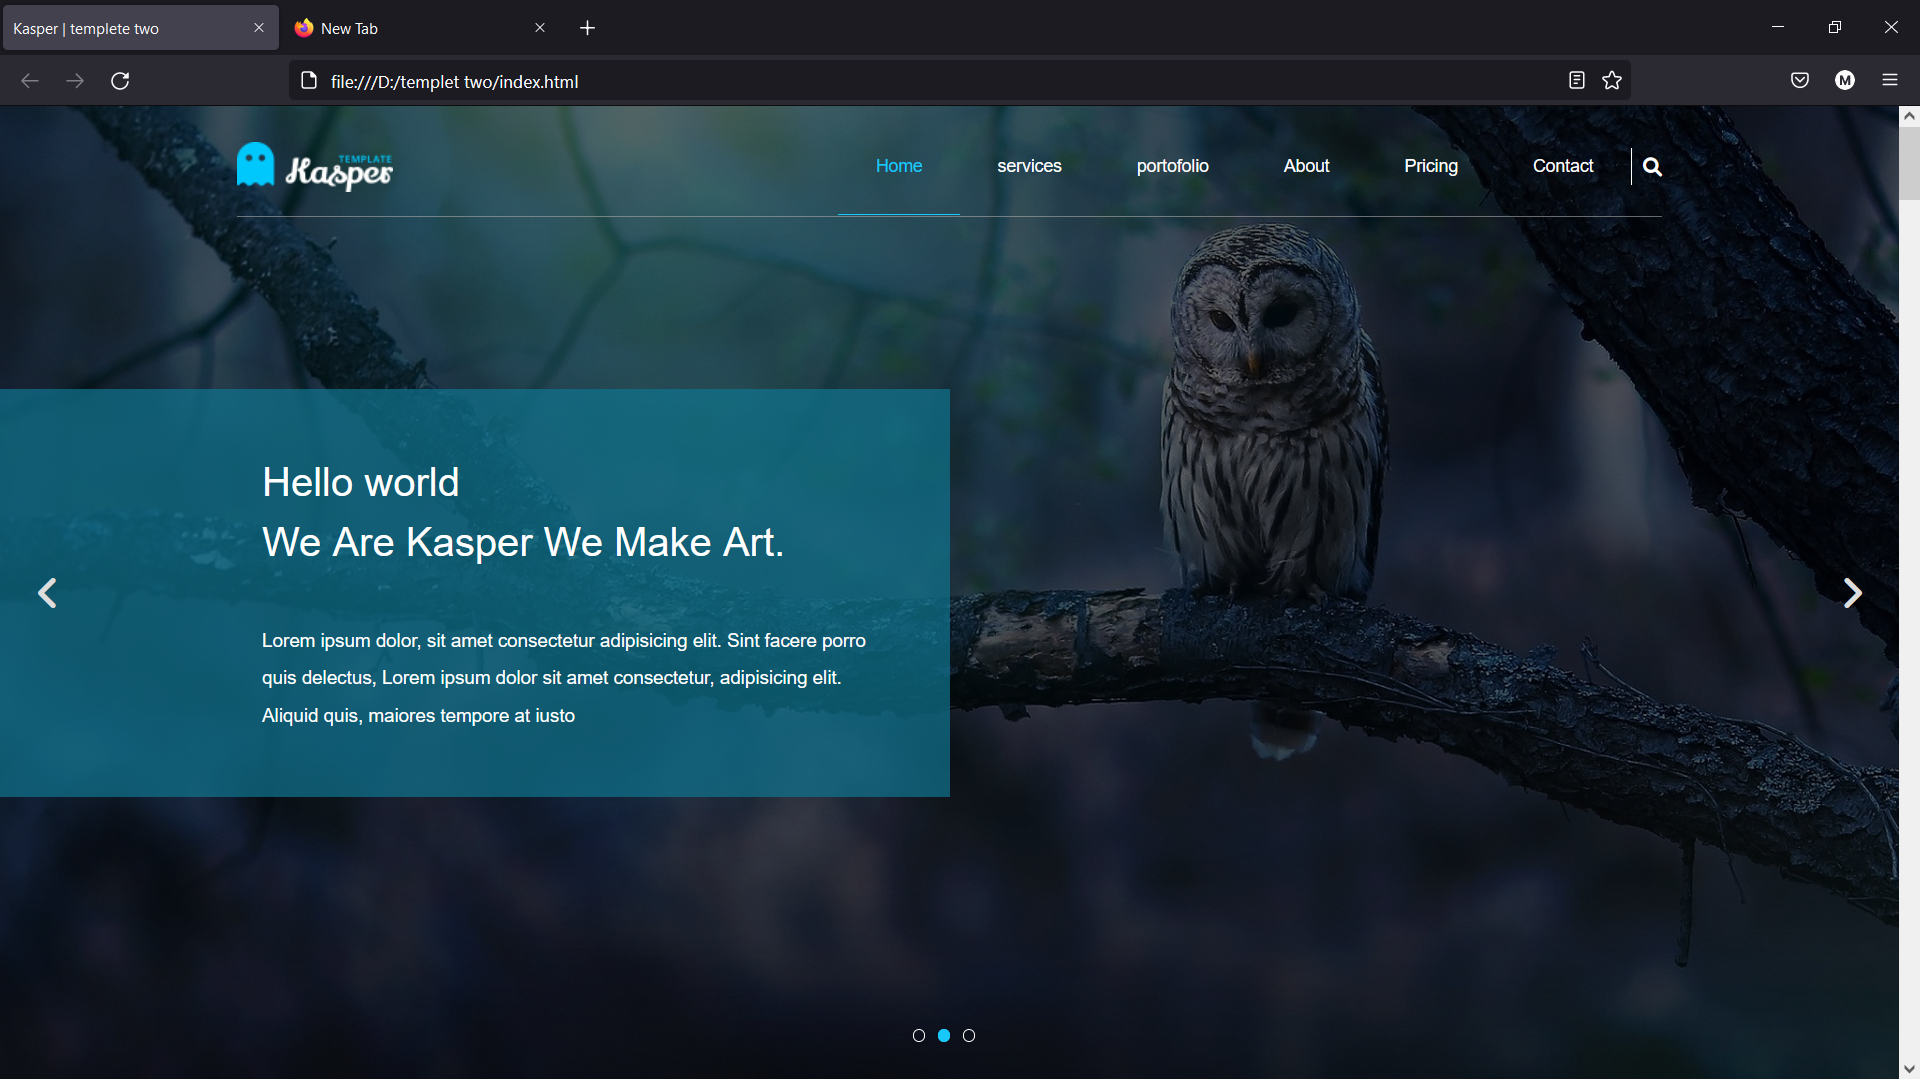 Kasper | templete two
New Tab
file:///D:/templet two/index.html
M
TEMPLATE
Kasper
Home
services
portofolio
About
Pricing
Contact
Hello world
We Are Kasper We Make Art.
Lorem ipsum dolor, sit amet consectetur adipisicing elit. Sint facere porro
quis delectus, Lorem ipsum dolor sit amet consectetur, adipisicing elit.
Aliquid quis, maiores tempore at iusto